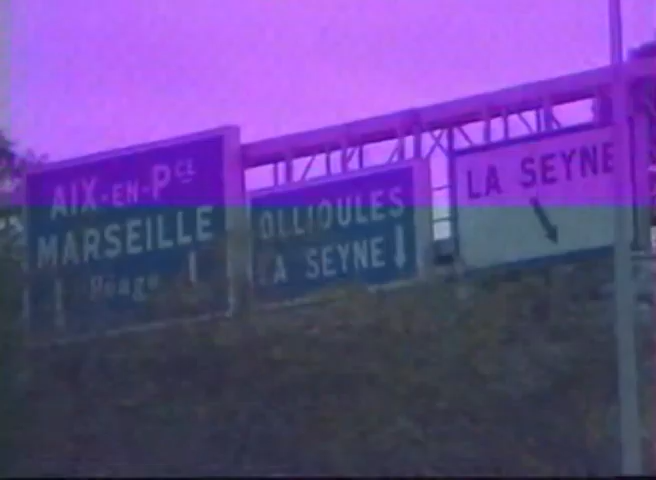 AIX-EN-PCE
MARSEILLE
Péage
OLLIOULES
LA SEYNE
LA SEYNE